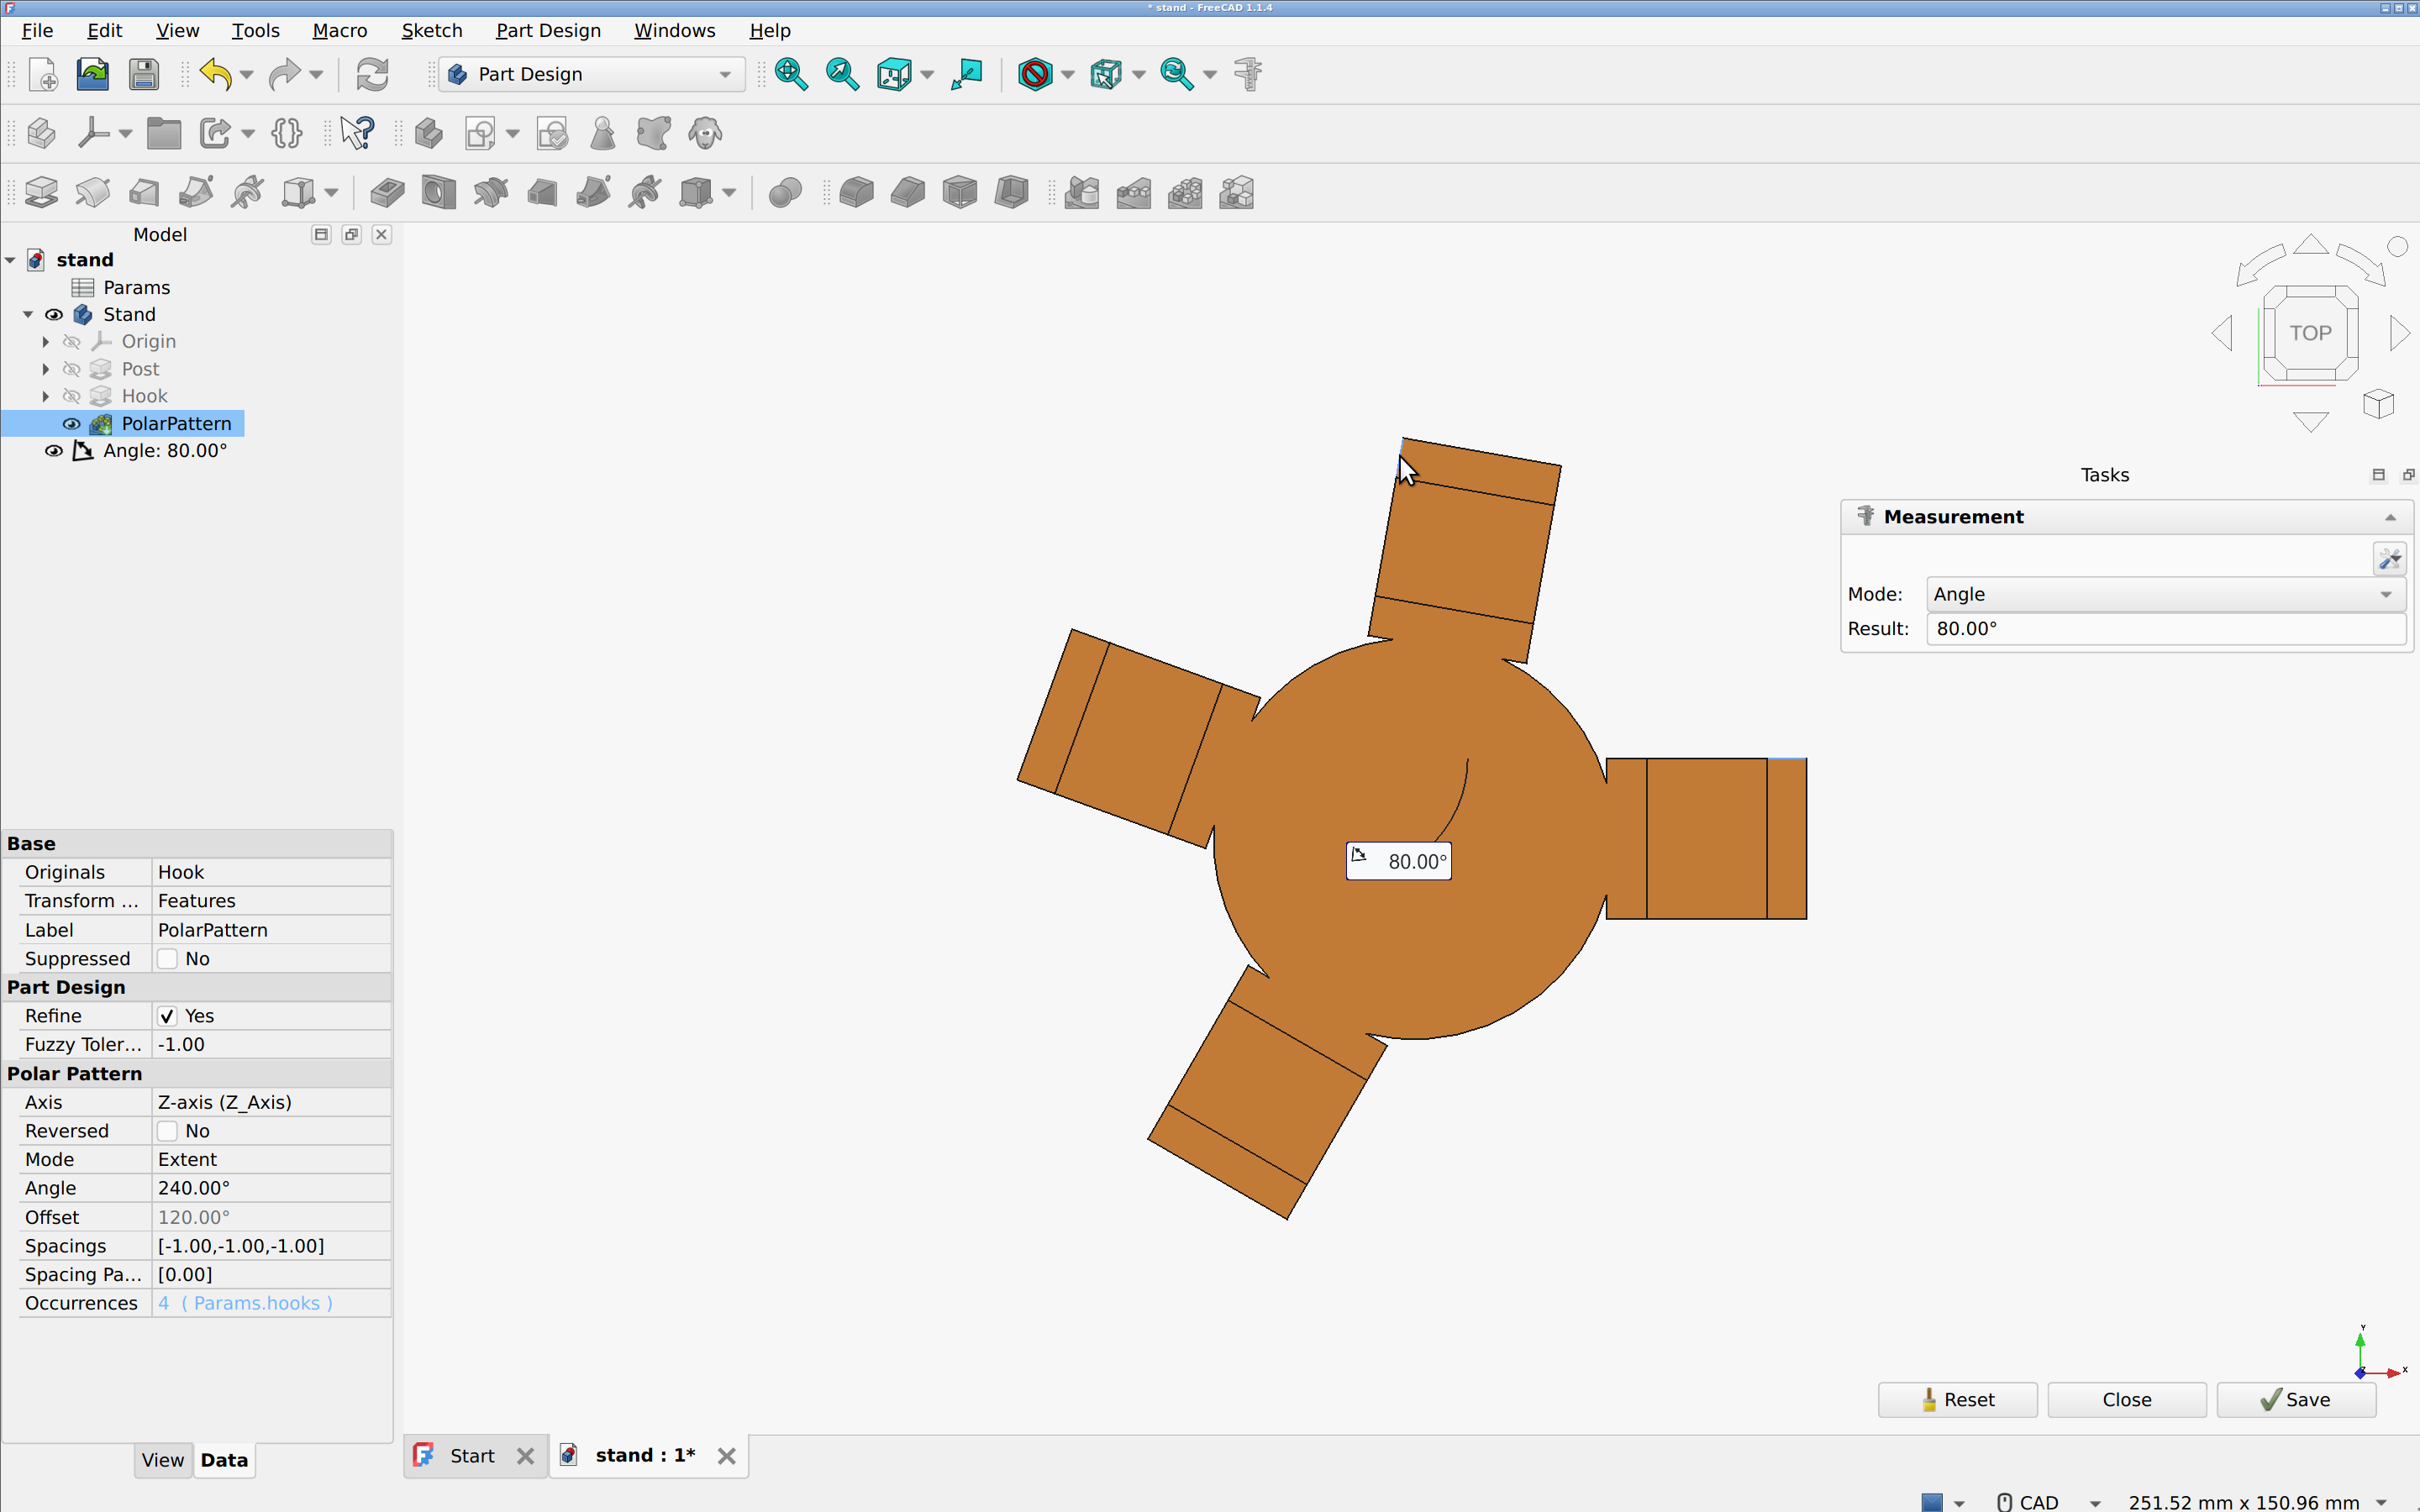 * stand - FreeCAD 1.1.4
File Edit View Tools Macro Sketch Part Design Windows Help
Part Design
Model
stand
Params
Stand
Origin
Post
Hook
PolarPattern
Angle: 80.00°
Base
Originals Hook
Transform ... Features
Label PolarPattern
Suppressed No
Part Design
Refine Yes
Fuzzy Toler... -1.00
Polar Pattern
Axis Z-axis (Z_Axis)
Reversed No
Mode Extent
Angle 240.00°
Offset 120.00°
Spacings [-1.00,-1.00,-1.00]
Spacing Pa... [0.00]
Occurrences 4 ( Params.hooks )
View Data
80.00°
TOP
Tasks
Measurement
Mode: Angle
Result: 80.00°
Y
X
Reset Close Save
Start stand : 1*
CAD 251.52 mm x 150.96 mm